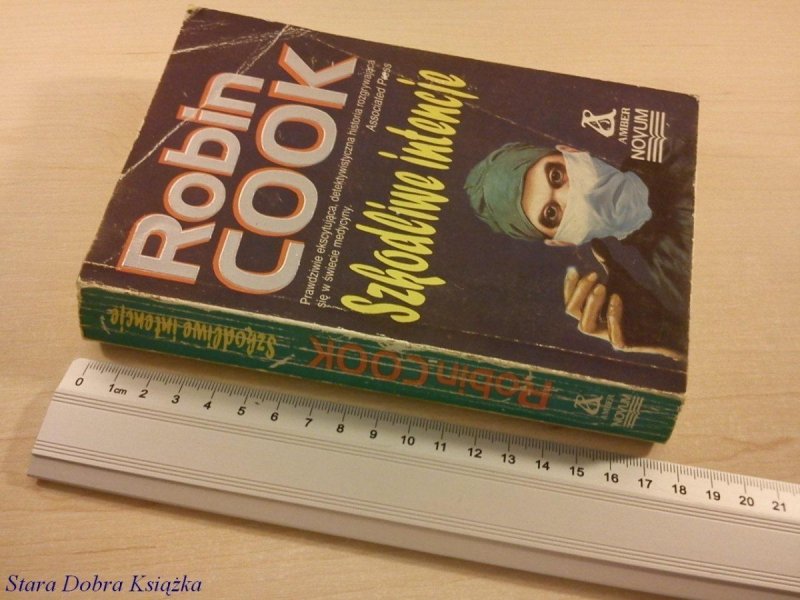 Robin
COOK
Prawdziwie ekscytująca, detektywistyczna historia rozgrywająca
się w świecie medycyny.
Associated Press
Szkodliwe intencje
AMBER
NOVUM
Szkodliwe intencje
Robin COOK
AMBER
NOVUM
0 1cm 2 3 4 5 6 7 8 9 10 11 12 13 14 15 16 17 18 19 20 21
Stara Dobra Książka